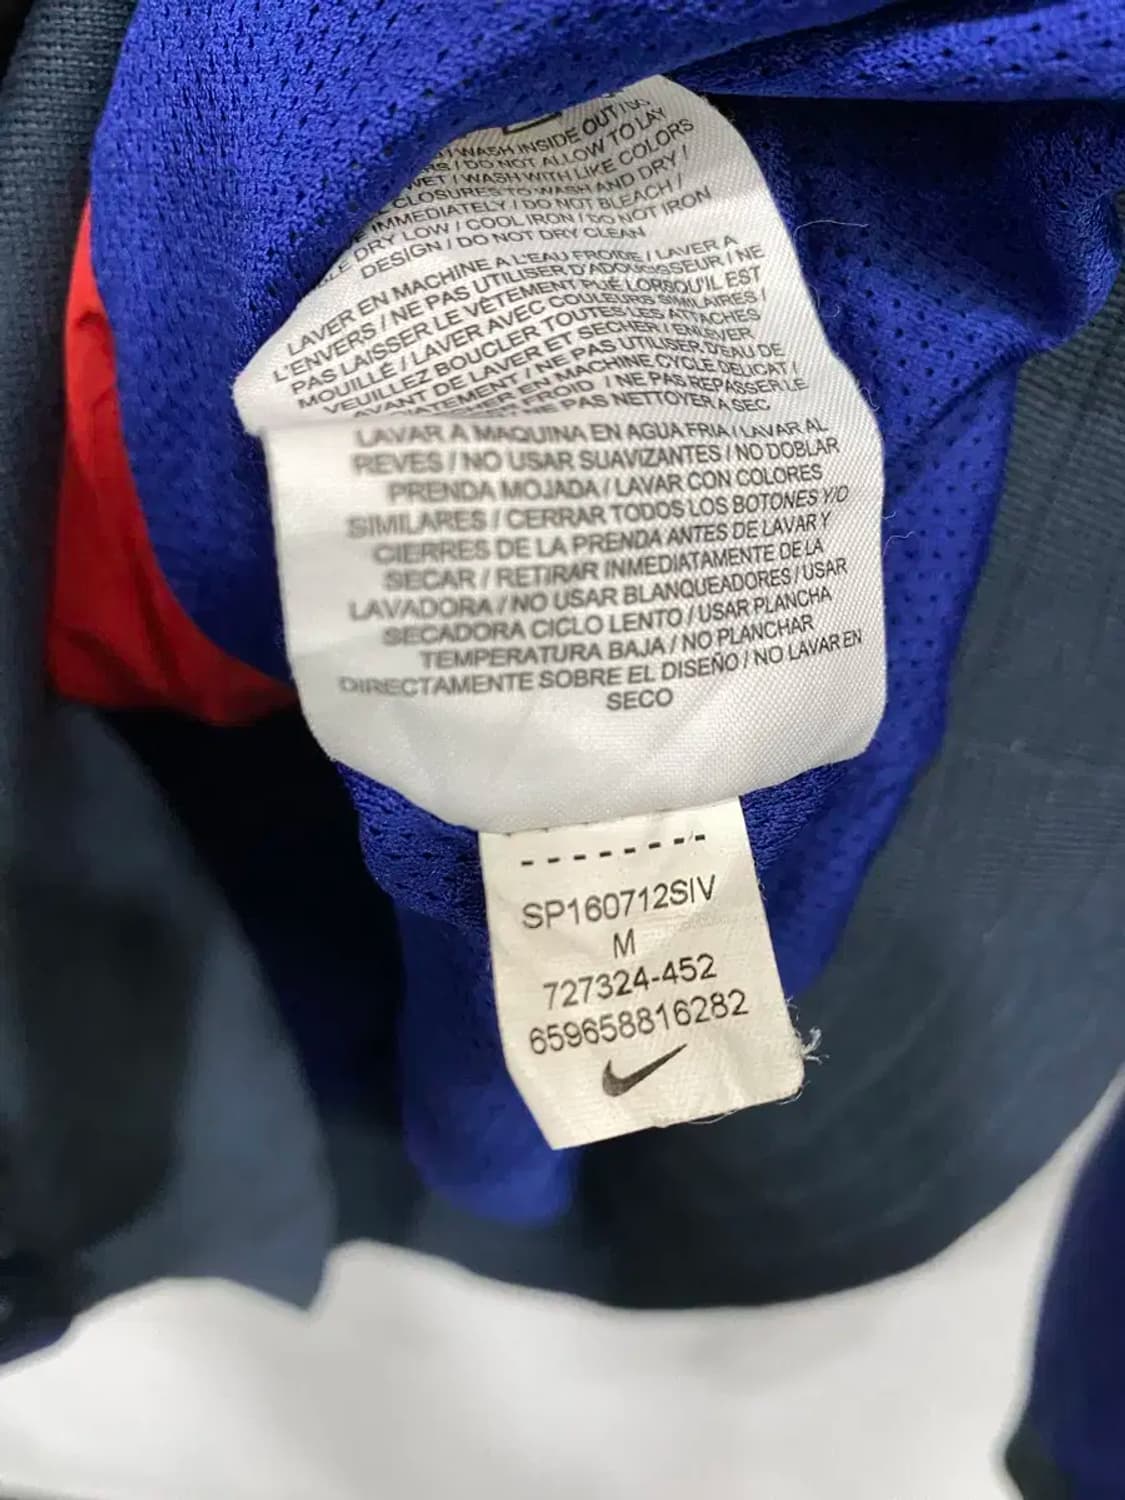 WASH INSIDE OUT / DO
DO NOT ALLOW TO LAY
WET / WASH WITH LIKE COLORS
CLOSURES TO WASH AND DRY /
IMMEDIATELY / DO NOT BLEACH /
DRY LOW / COOL IRON / DO NOT IRON
DESIGN / DO NOT DRY CLEAN
LAVER EN MACHINE A L'EAU FROIDE / LAVER A
L'ENVERS / NE PAS UTILISER D'ADOUCISSEUR / NE
PAS LAISSER LE VÊTEMENT PLIÉ LORSQU'IL EST
MOUILLÉ / LAVER AVEC COULEURS SIMILAIRES /
VEUILLEZ BOUCLER TOUTES LES ATTACHES
AVANT DE LAVER ET SECHER / ENLEVER
NE PAS UTILISER D'EAU DE
EN MACHINE CYCLE DELICAT /
FROID / NE PAS REPASSER LE
NE PAS NETTOYER A SEC
LAVAR A MAQUINA EN AGUA FRIA / LAVAR AL
REVES / NO USAR SUAVIZANTES / NO DOBLAR
PRENDA MOJADA / LAVAR CON COLORES
SIMILARES / CERRAR TODOS LOS BOTONES Y/O
CIERRES DE LA PRENDA ANTES DE LAVAR Y
SECAR / RETIRAR INMEDIATAMENTE DE LA
LAVADORA / NO USAR BLANQUEADORES / USAR
SECADORA CICLO LENTO / USAR PLANCHA
TEMPERATURA BAJA / NO PLANCHAR
DIRECTAMENTE SOBRE EL DISEÑO / NO LAVAR EN
SECO
SP160712SIV
M
727324-452
659658816282